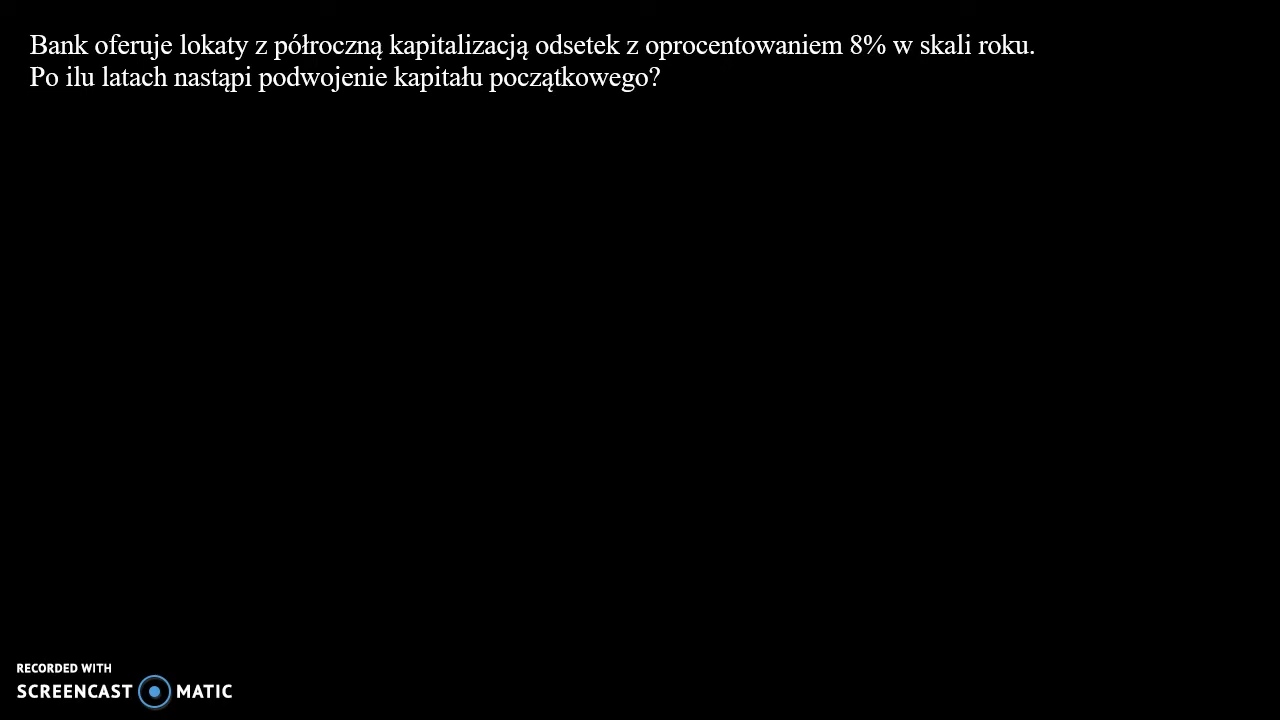 Bank oferuje lokaty z półroczną kapitalizacją odsetek z oprocentowaniem 8% w skali roku.
Po ilu latach nastąpi podwojenie kapitału początkowego?
RECORDED WITH
SCREENCAST MATIC